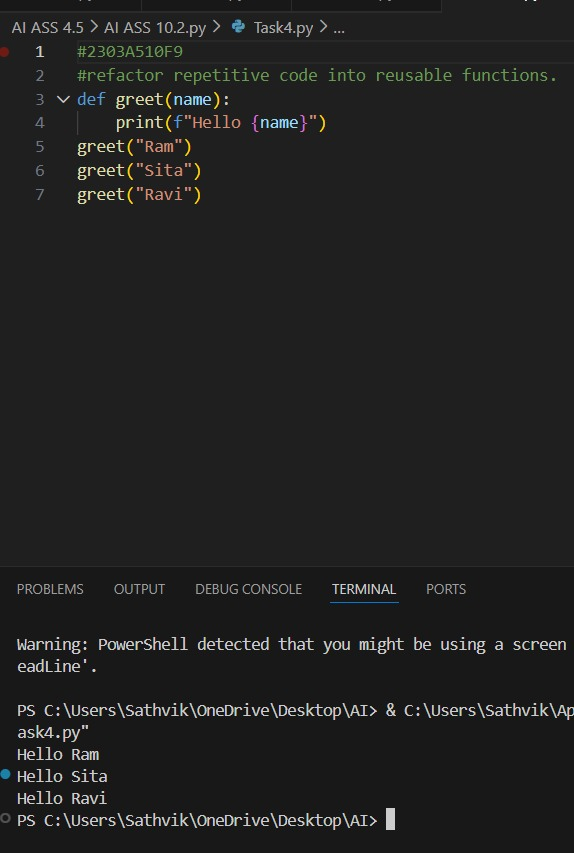 AI ASS 4.5 > AI ASS 10.2.py > Task4.py > ...
1 #2303A510F9
2 #refactor repetitive code into reusable functions.
3 def greet(name):
4     print(f"Hello {name}")
5 greet("Ram")
6 greet("Sita")
7 greet("Ravi")
PROBLEMS OUTPUT DEBUG CONSOLE TERMINAL PORTS
Warning: PowerShell detected that you might be using a screen
eadLine'.
PS C:\Users\Sathvik\OneDrive\Desktop\AI> & C:\Users\Sathvik\Ap
ask4.py"
Hello Ram
Hello Sita
Hello Ravi
PS C:\Users\Sathvik\OneDrive\Desktop\AI>